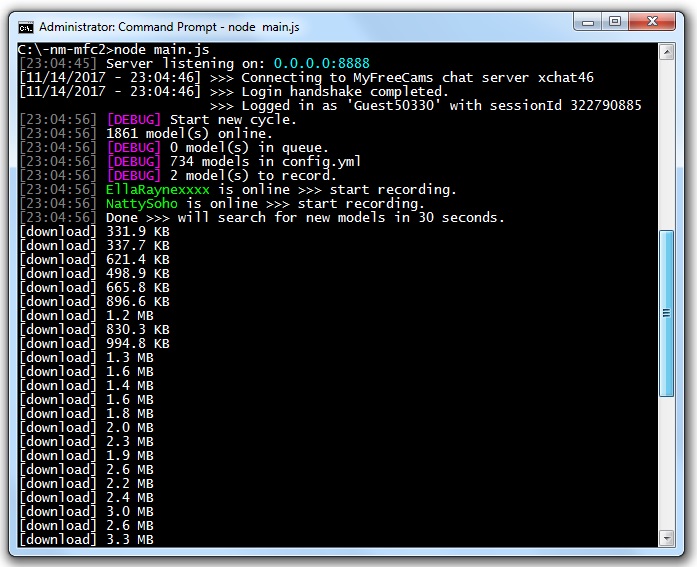 Administrator: Command Prompt - node  main.js
C:\-nm-mfc2>node main.js
[23:04:45] Server listening on: 0.0.0.0:8888
[11/14/2017 - 23:04:46] >>> Connecting to MyFreeCams chat server xchat46
[11/14/2017 - 23:04:46] >>> Login handshake completed.
>>> Logged in as 'Guest50330' with sessionId 322790885
[23:04:56] [DEBUG] Start new cycle.
[23:04:56] 1861 model(s) online.
[23:04:56] [DEBUG] 0 model(s) in queue.
[23:04:56] [DEBUG] 734 models in config.yml
[23:04:56] [DEBUG] 2 model(s) to record.
[23:04:56] EllaRaynexxxx is online >>> start recording.
[23:04:56] NattySoho is online >>> start recording.
[23:04:56] Done >>> will search for new models in 30 seconds.
[download] 331.9 KB
[download] 337.7 KB
[download] 621.4 KB
[download] 498.9 KB
[download] 665.8 KB
[download] 896.6 KB
[download] 1.2 MB
[download] 830.3 KB
[download] 994.8 KB
[download] 1.3 MB
[download] 1.6 MB
[download] 1.4 MB
[download] 1.6 MB
[download] 1.8 MB
[download] 2.0 MB
[download] 2.3 MB
[download] 1.9 MB
[download] 2.6 MB
[download] 2.2 MB
[download] 2.4 MB
[download] 3.0 MB
[download] 2.6 MB
[download] 3.3 MB